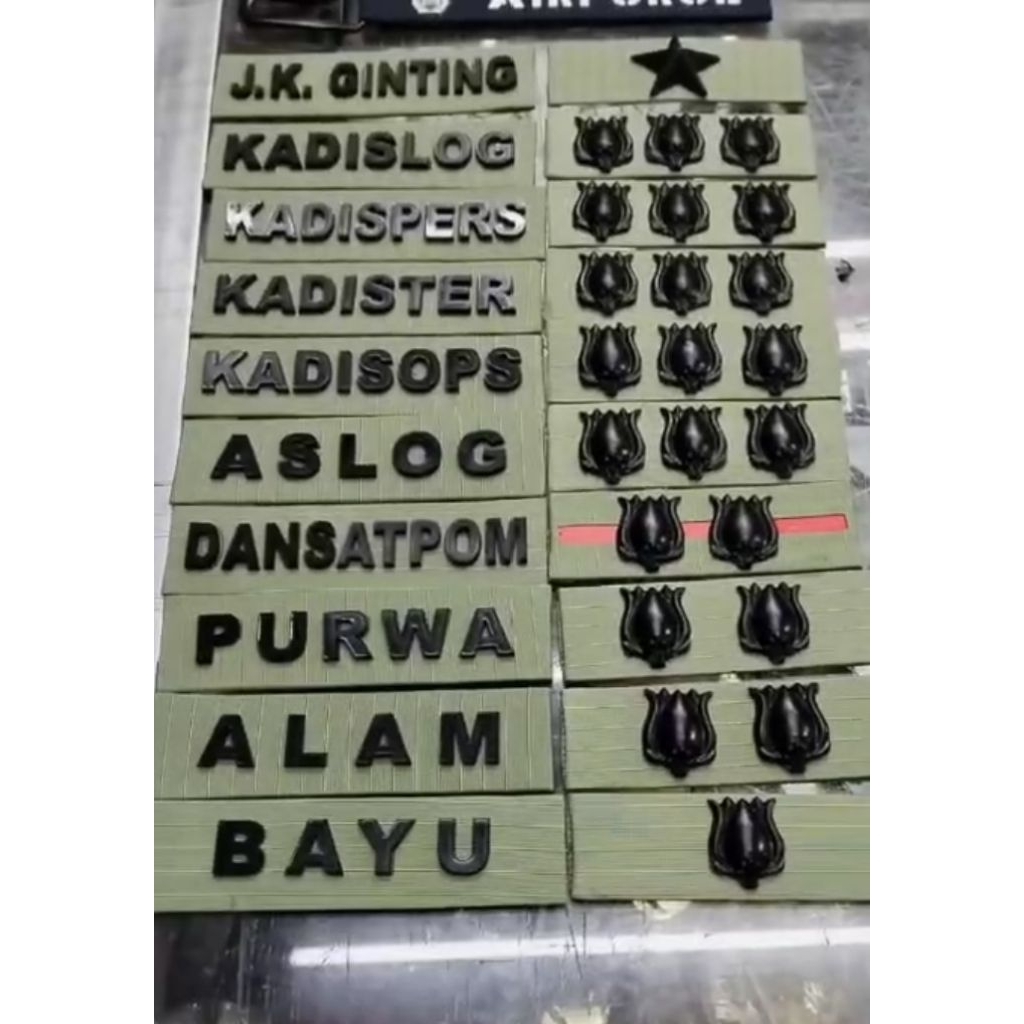 J.K. GINTING
KADISLOG
KADISPERS
KADISTER
KADISOPS
ASLOG
DANSATPOM
PURWA
ALAM
BAYU